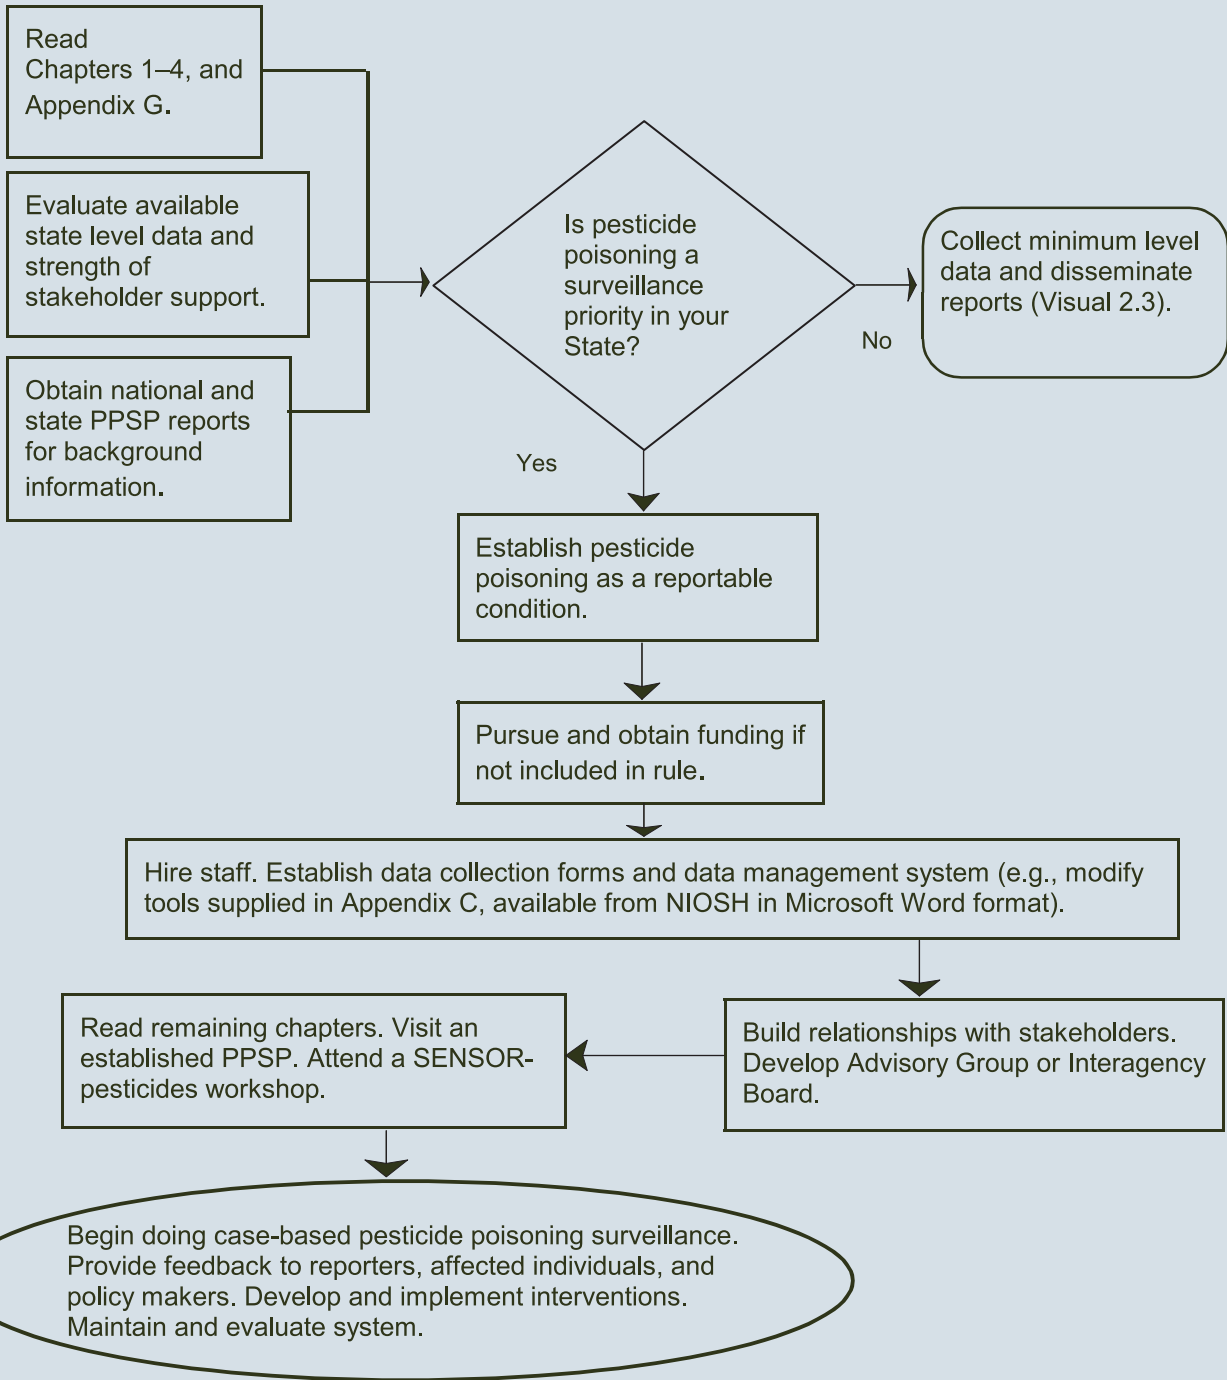 Read
Chapters 1–4, and
Appendix G.
Evaluate available
state level data and
strength of
stakeholder support.
Obtain national and
state PPSP reports
for background
information.
Is pesticide
poisoning a
surveillance
priority in your
State?
No
Collect minimum level
data and disseminate
reports (Visual 2.3).
Yes
Establish pesticide
poisoning as a reportable
condition.
Pursue and obtain funding if
not included in rule.
Hire staff. Establish data collection forms and data management system (e.g., modify
tools supplied in Appendix C, available from NIOSH in Microsoft Word format).
Build relationships with stakeholders.
Develop Advisory Group or Interagency
Board.
Read remaining chapters. Visit an
established PPSP. Attend a SENSOR-
pesticides workshop.
Begin doing case-based pesticide poisoning surveillance.
Provide feedback to reporters, affected individuals, and
policy makers. Develop and implement interventions.
Maintain and evaluate system.